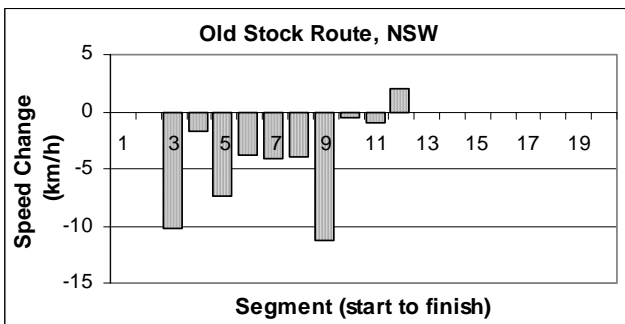 Old Stock Route, NSW
5
0
-5
-10
-15
Speed Change
(km/h)
1 3 5 7 9 11 13 15 17 19
Segment (start to finish)